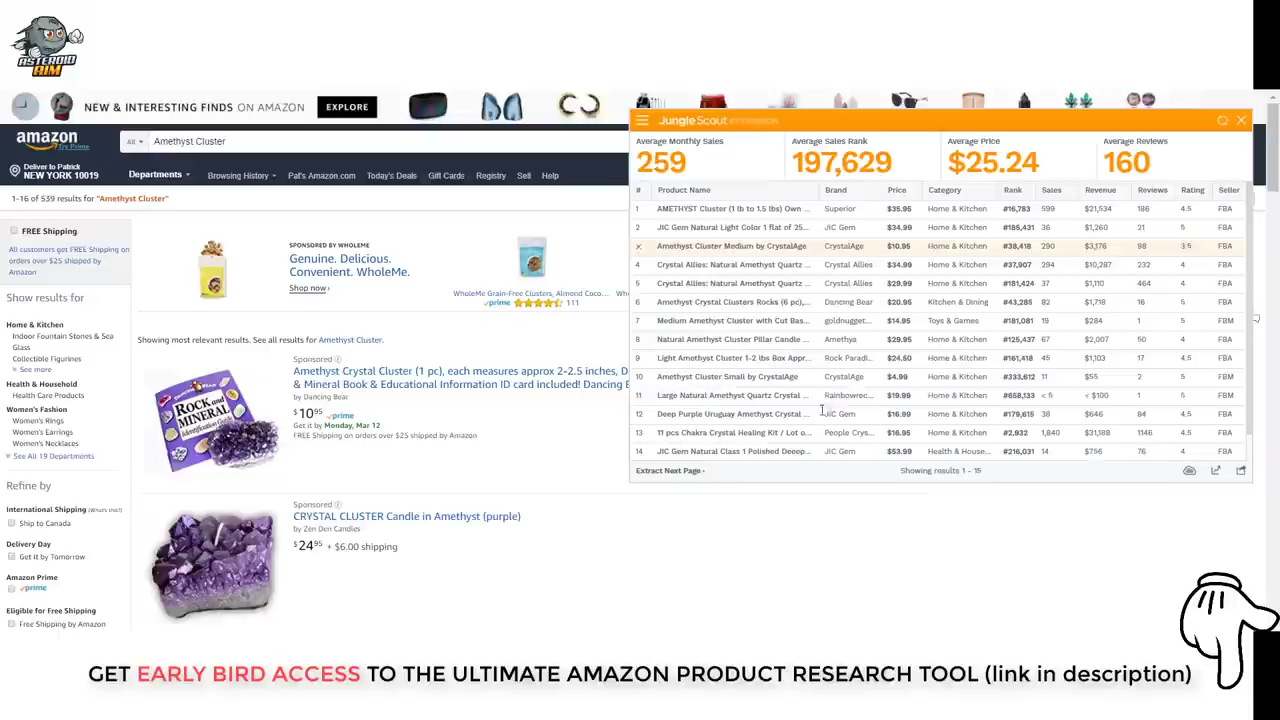 ASTEROID
AIM
NEW & INTERESTING FINDS ON AMAZON
EXPLORE
amazon
Try Prime
All
Amethyst Cluster
Deliver to Patrick
NEW YORK 10019
Departments
Browsing History
Pat's Amazon.com
Today's Deals
Gift Cards
Registry
Sell
Help
1-16 of 539 results for "Amethyst Cluster"
FREE Shipping
All customers get FREE Shipping on
orders over $25 shipped by
Amazon
Show results for
Home & Kitchen
Indoor Fountain Stones & Sea
Glass
Collectible Figurines
See more
Health & Household
Health Care Products
Women's Fashion
Women's Rings
Women's Earrings
Women's Necklaces
See All 19 Departments
Refine by
International Shipping (What's this?)
Ship to Canada
Delivery Day
Get it by Tomorrow
Amazon Prime
prime
Eligible for Free Shipping
Free Shipping by Amazon
SPONSORED BY WHOLEME
Genuine. Delicious.
Convenient. WholeMe.
Shop now ›
WholeMe Grain-Free Clusters, Almond Coco...
prime 111
Showing most relevant results. See all results for Amethyst Cluster.
Sponsored
Amethyst Crystal Cluster (1 pc), each measures approx 2-2.5 inches, D
& Mineral Book & Educational Information ID card included! Dancing B
by Dancing Bear
$10 95 prime
Get it by Monday, Mar 12
FREE Shipping on orders over $25 shipped by Amazon
ROCK and
MINERAL
Sponsored
CRYSTAL CLUSTER Candle in Amethyst (purple)
by Zen Den Candles
$24 95 + $6.00 shipping
Jungle Scout EXTENSION
Average Monthly Sales
259
Average Sales Rank
197,629
Average Price
$25.24
Average Reviews
160
# Product Name Brand Price Category Rank Sales Revenue Reviews Rating Seller
1 AMETHYST Cluster (1 lb to 1.5 lbs) Own ... Superior $35.95 Home & Kitchen #16,783 599 $21,534 186 4.5 FBA
2 JIC Gem Natural Light Color 1 flat of 25... JIC Gem $34.99 Home & Kitchen #185,431 36 $1,260 21 5 FBA
× Amethyst Cluster Medium by CrystalAge CrystalAge $10.95 Home & Kitchen #38,418 290 $3,176 98 3.5 FBA
4 Crystal Allies: Natural Amethyst Quartz ... Crystal Allies $34.99 Home & Kitchen #37,907 294 $10,287 232 4 FBA
5 Crystal Allies: Natural Amethyst Quartz ... Crystal Allies $29.99 Home & Kitchen #181,424 37 $1,110 464 4 FBA
6 Amethyst Crystal Clusters Rocks (6 pc),... Dancing Bear $20.95 Kitchen & Dining #43,285 82 $1,718 16 5 FBA
7 Medium Amethyst Cluster with Cut Bas... goldnugget... $14.95 Toys & Games #181,081 19 $284 1 5 FBM
8 Natural Amethyst Cluster Pillar Candle ... Amethya $29.95 Home & Kitchen #125,437 67 $2,007 50 4 FBA
9 Light Amethyst Cluster 1-2 lbs Box Appr... Rock Paradi... $24.50 Home & Kitchen #161,418 45 $1,103 17 4.5 FBA
10 Amethyst Cluster Small by CrystalAge CrystalAge $4.99 Home & Kitchen #333,612 11 $55 2 5 FBM
11 Large Natural Amethyst Quartz Crystal ... Rainbowrec... $19.99 Home & Kitchen #658,133 < 5 < $100 1 5 FBM
12 Deep Purple Uruguay Amethyst Crystal ... JIC Gem $16.99 Home & Kitchen #179,615 38 $646 84 4.5 FBA
13 11 pcs Chakra Crystal Healing Kit / Lot o... People Crys... $16.95 Home & Kitchen #2,932 1,840 $31,188 1146 4.5 FBA
14 JIC Gem Natural Class 1 Polished Deeep... JIC Gem $53.99 Health & House... #216,031 14 $756 76 4.5 FBA
Extract Next Page ›
Showing results 1 - 15
GET EARLY BIRD ACCESS TO THE ULTIMATE AMAZON PRODUCT RESEARCH TOOL (link in description)